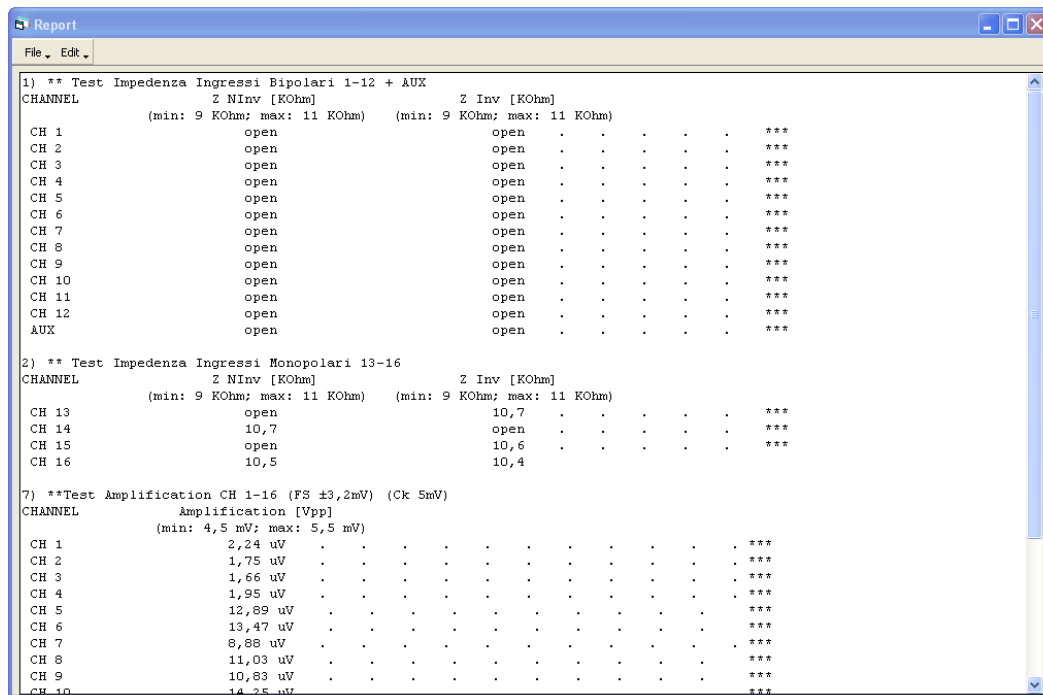 Report
File Edit
1) ** Test Impedenza Ingressi Bipolari 1-12 + AUX
CHANNEL Z NInv [KOhm] Z Inv [KOhm]
(min: 9 KOhm; max: 11 KOhm) (min: 9 KOhm; max: 11 KOhm)
CH 1 open open . . . . . ***
CH 2 open open . . . . . ***
CH 3 open open . . . . . ***
CH 4 open open . . . . . ***
CH 5 open open . . . . . ***
CH 6 open open . . . . . ***
CH 7 open open . . . . . ***
CH 8 open open . . . . . ***
CH 9 open open . . . . . ***
CH 10 open open . . . . . ***
CH 11 open open . . . . . ***
CH 12 open open . . . . . ***
AUX open open . . . . . ***
2) ** Test Impedenza Ingressi Monopolari 13-16
CHANNEL Z NInv [KOhm] Z Inv [KOhm]
(min: 9 KOhm; max: 11 KOhm) (min: 9 KOhm; max: 11 KOhm)
CH 13 open 10,7 . . . . . ***
CH 14 10,7 open . . . . . ***
CH 15 open 10,6 . . . . . ***
CH 16 10,5 10,4
7) **Test Amplification CH 1-16 (FS ±3,2mV) (Ck 5mV)
CHANNEL Amplification [Vpp]
(min: 4,5 mV; max: 5,5 mV)
CH 1 2,24 uV . . . . . . . . . . . ***
CH 2 1,75 uV . . . . . . . . . . . ***
CH 3 1,66 uV . . . . . . . . . . . ***
CH 4 1,95 uV . . . . . . . . . . . ***
CH 5 12,89 uV . . . . . . . . . . ***
CH 6 13,47 uV . . . . . . . . . . ***
CH 7 8,88 uV . . . . . . . . . . . ***
CH 8 11,03 uV . . . . . . . . . . ***
CH 9 10,83 uV . . . . . . . . . . ***
CH 10 14,25 uV . . . . . . . . . . ***